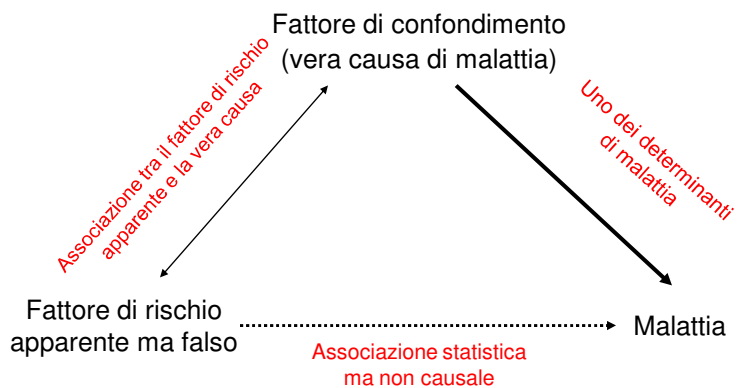 Fattore di confondimento
(vera causa di malattia)
Associazione tra il fattore di rischio
apparente e la vera causa
Uno dei determinanti
di malattia
Fattore di rischio
apparente ma falso
Malattia
Associazione statistica
ma non causale